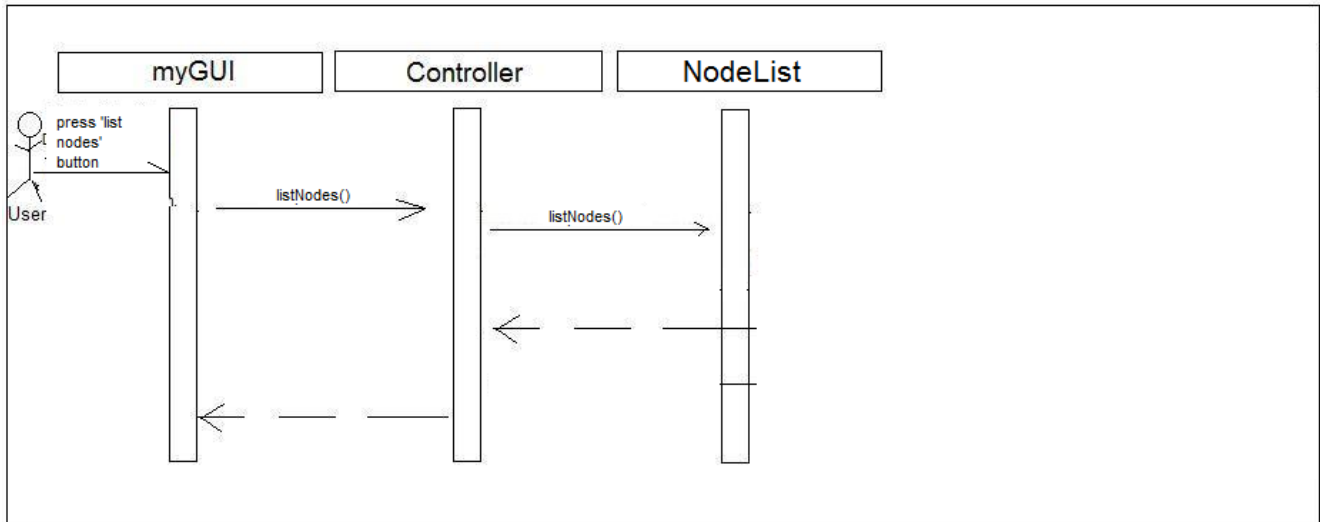 myGUI
Controller
NodeList
press 'list
nodes'
button
User
listNodes()
listNodes()